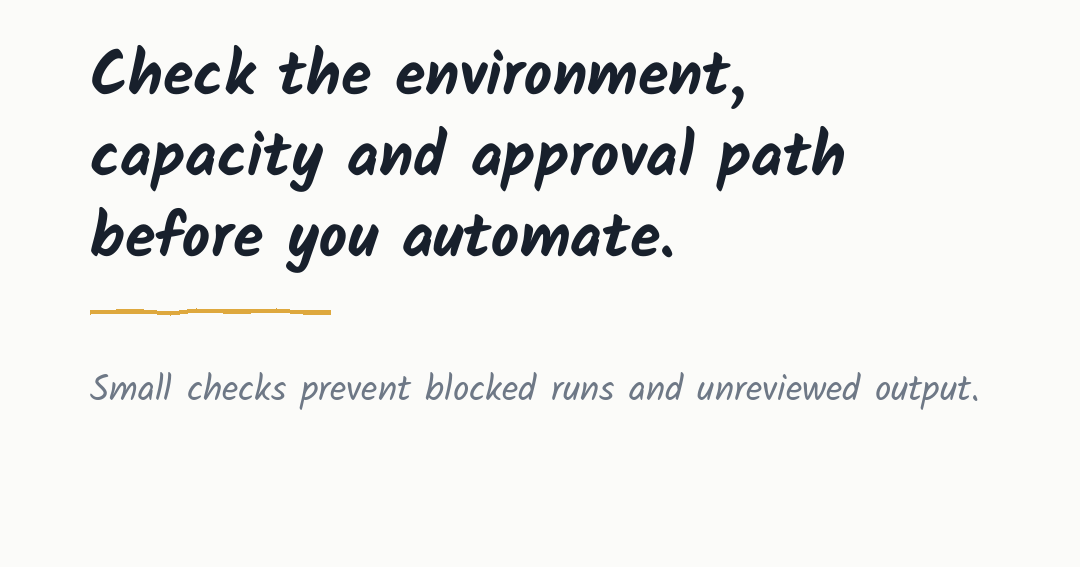 Check the environment,
capacity and approval path
before you automate.
Small checks prevent blocked runs and unreviewed output.